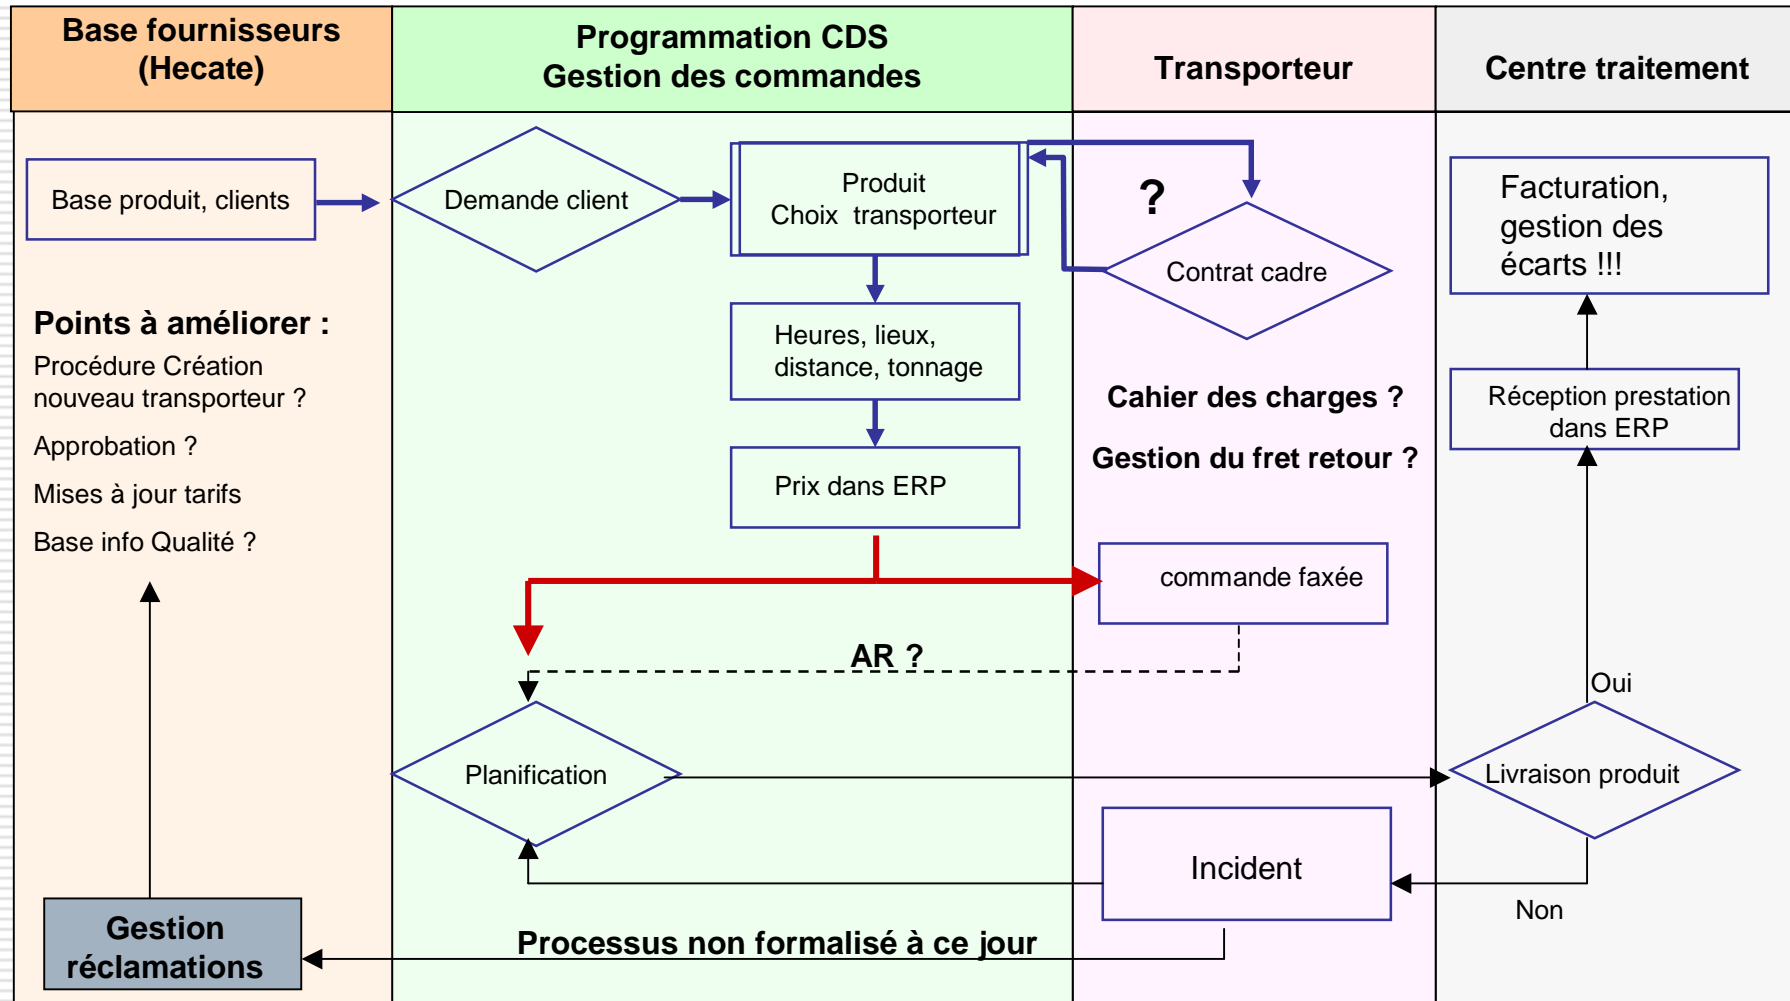 Base fournisseurs
(Hecate)
Programmation CDS
Gestion des commandes
Transporteur
Centre traitement
Base produit, clients
Demande client
Produit
Choix transporteur
?
Contrat cadre
Facturation,
gestion des
écarts !!!
Points à améliorer :
Procédure Création
nouveau transporteur ?
Approbation ?
Mises à jour tarifs
Base info Qualité ?
Heures, lieux,
distance, tonnage
Prix dans ERP
Cahier des charges ?
Gestion du fret retour ?
Réception prestation
dans ERP
commande faxée
AR ?
Oui
Planification
Livraison produit
Incident
Non
Gestion
réclamations
Processus non formalisé à ce jour